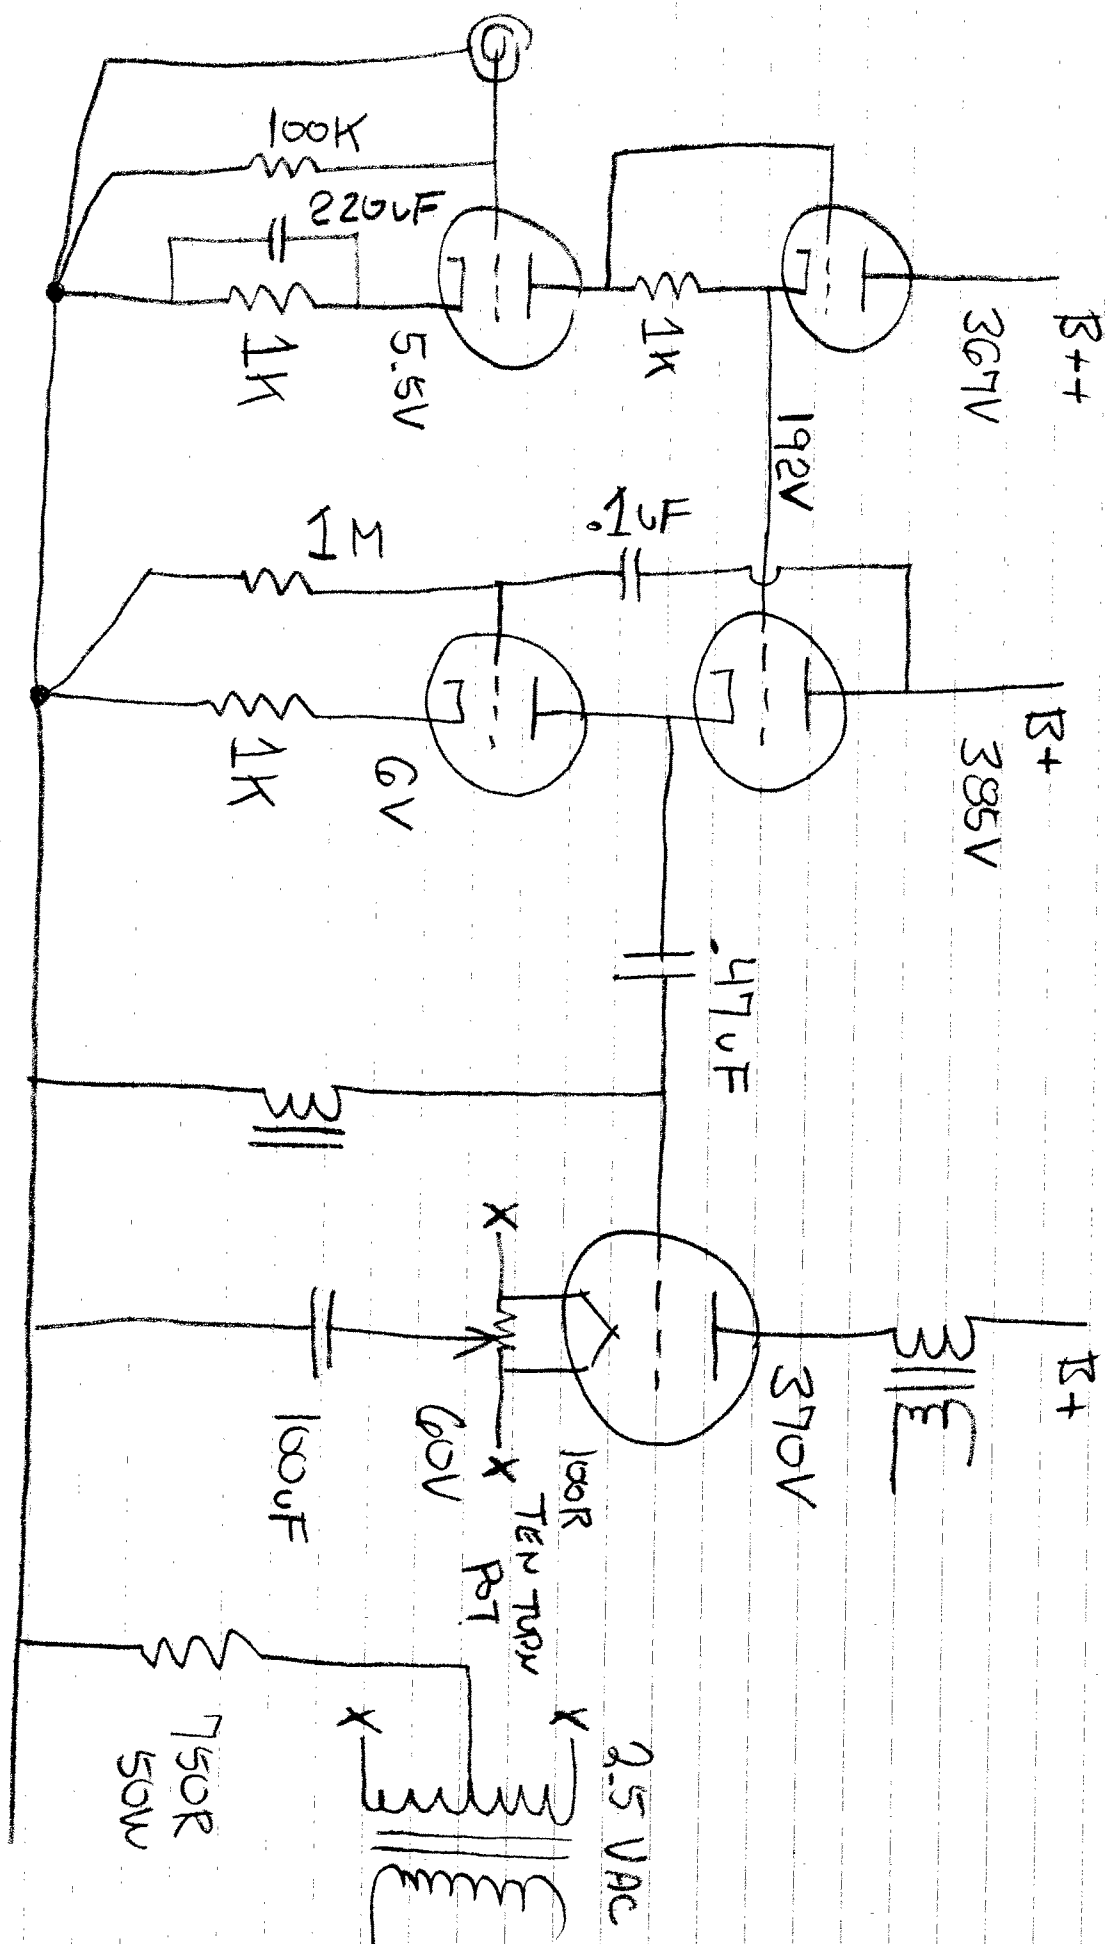 B++
367V
1K
192V
100K
220uF
1K
5.5V
B+
385V
.1uF
1M
1K
6V
.47uF
B+
370V
X
X
100R
TEN TURN
POT
60V
100uF
2.5 VAC
X
X
750R
50W